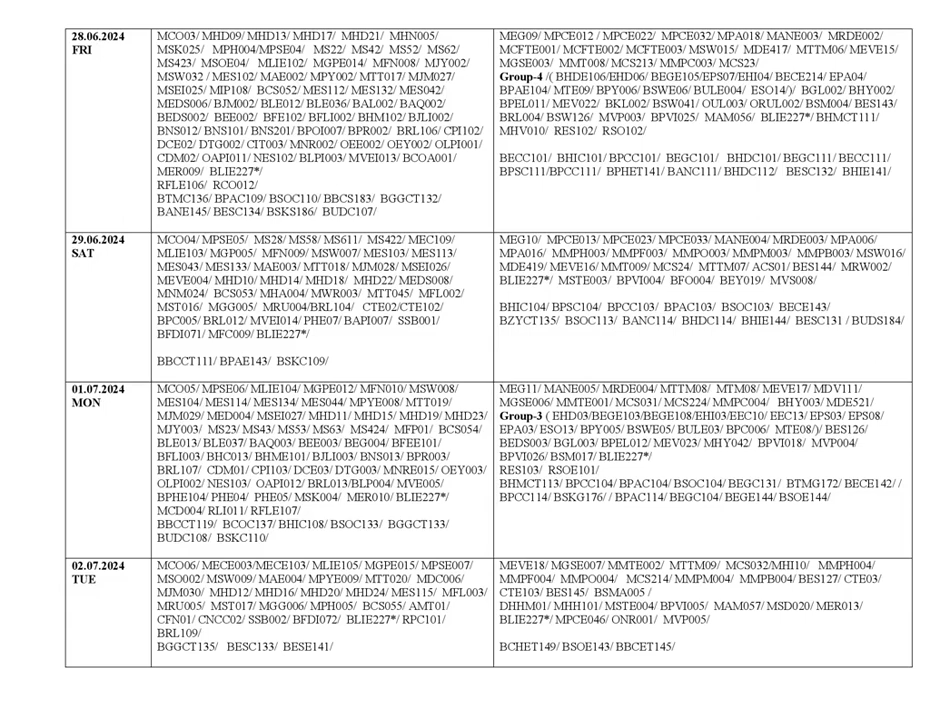 28.06.2024
FRI
MCO03/ MHD09/ MHD13/ MHD17/ MHD21/ MHN005/
MSK025/ MPH004/MPSE04/ MS22/ MS42/ MS52/ MS62/
MS423/ MSOE04/ MLIE102/ MGPE014/ MFN008/ MJY002/
MSW032 / MES102/ MAE002/ MPY002/ MTT017/ MJM027/
MSEI025/ MIP108/ BCS052/ MES112/ MES132/ MES042/
MEDS006/ BJM002/ BLE012/ BLE036/ BAL002/ BAQ002/
BEDS002/ BEE002/ BFE102/ BFLI002/ BHM102/ BJLI002/
BNS012/ BNS101/ BNS201/ BPOI007/ BPR002/ BRL106/ CPI102/
DCE02/ DTG002/ CIT003/ MNR002/ OEE002/ OEY002/ OLPI001/
CDM02/ OAPI011/ NES102/ BLPI003/ MVEI013/ BCOA001/
MER009/ BLIE227*/
RFLE106/ RCO012/
BTMC136/ BPAC109/ BSOC110/ BBCS183/ BGGCT132/
BANE145/ BESC134/ BSKS186/ BUDC107/
MEG09/ MPCE012 / MPCE022/ MPCE032/ MPA018/ MANE003/ MRDE002/
MCFTE001/ MCFTE002/ MCFTE003/ MSW015/ MDE417/ MTTM06/ MEVE15/
MGSE003/ MMT008/ MCS213/ MMPC003/ MCS23/
Group-4 /( BHDE106/EHD06/ BEGE105/EPS07/EHI04/ BECE214/ EPA04/
BPAE104/ MTE09/ BPY006/ BSWE06/ BULE004/ ESO14/)/ BGL002/ BHY002/
BPEL011/ MEV022/ BKL002/ BSW041/ OUL003/ ORUL002/ BSM004/ BES143/
BRL004/ BSW126/ MVP003/ BPVI025/ MAM056/ BLIE227*/ BHMCT111/
MHV010/ RES102/ RSO102/
BECC101/ BHIC101/ BPCC101/ BEGC101/ BHDC101/ BEGC111/ BECC111/
BPSC111/BPCC111/ BPHET141/ BANC111/ BHDC112/ BESC132/ BHIE141/
29.06.2024
SAT
MCO04/ MPSE05/ MS28/ MS58/ MS611/ MS422/ MEC109/
MLIE103/ MGP005/ MFN009/ MSW007/ MES103/ MES113/
MES043/ MES133/ MAE003/ MTT018/ MJM028/ MSEI026/
MEVE004/ MHD10/ MHD14/ MHD18/ MHD22/ MEDS008/
MNM024/ BCS053/ MHA004/ MWR003/ MTT045/ MFL002/
MST016/ MGG005/ MRU004/BRL104/ CTE02/CTE102/
BPC005/ BRL012/ MVEI014/ PHE07/ BAPI007/ SSB001/
BFDI071/ MFC009/ BLIE227*/
BBCCT111/ BPAE143/ BSKC109/
MEG10/ MPCE013/ MPCE023/ MPCE033/ MANE004/ MRDE003/ MPA006/
MPA016/ MMPH003/ MMPF003/ MMPO003/ MMPM003/ MMPB003/ MSW016/
MDE419/ MEVE16/ MMT009/ MCS24/ MTTM07/ ACS01/ BES144/ MRW002/
BLIE227*/ MSTE003/ BPVI004/ BFO004/ BEY019/ MVS008/
BHIC104/ BPSC104/ BPCC103/ BPAC103/ BSOC103/ BECE143/
BZYCT135/ BSOC113/ BANC114/ BHDC114/ BHIE144/ BESC131 / BUDS184/
01.07.2024
MON
MCO05/ MPSE06/ MLIE104/ MGPE012/ MFN010/ MSW008/
MES104/ MES114/ MES134/ MES044/ MPYE008/ MTT019/
MJM029/ MED004/ MSEI027/ MHD11/ MHD15/ MHD19/ MHD23/
MJY003/ MS23/ MS43/ MS53/ MS63/ MS424/ MFP01/ BCS054/
BLE013/ BLE037/ BAQ003/ BEE003/ BEG004/ BFEE101/
BFLI003/ BHC013/ BHME101/ BJLI003/ BNS013/ BPR003/
BRL107/ CDM01/ CPI103/ DCE03/ DTG003/ MNRE015/ OEY003/
OLPI002/ NES103/ OAPI012/ BRL013/BLP004/ MVE005/
BPHE104/ PHE04/ PHE05/ MSK004/ MER010/ BLIE227*/
MCD004/ RLI011/ RFLE107/
BBCCT119/ BCOC137/ BHIC108/ BSOC133/ BGGCT133/
BUDC108/ BSKC110/
MEG11/ MANE005/ MRDE004/ MTTM08/ MTM08/ MEVE17/ MDV111/
MGSE006/ MMTE001/ MCS031/ MCS224/ MMPC004/ BHY003/ MDE521/
Group-3 ( EHD03/BEGE103/BEGE108/EHI03/EEC10/ EEC13/ EPS03/ EPS08/
EPA03/ ESO13/ BPY005/ BSWE05/ BULE03/ BPC006/ MTE08/)/ BES126/
BEDS003/ BGL003/ BPEL012/ MEV023/ MHY042/ BPVI018/ MVP004/
BPVI026/ BSM017/ BLIE227*/
RES103/ RSOE101/
BHMCT113/ BPCC104/ BPAC104/ BSOC104/ BEGC131/ BTMG172/ BECE142/ /
BPCC114/ BSKG176/ / BPAC114/ BEGC104/ BEGE144/ BSOE144/
02.07.2024
TUE
MCO06/ MECE003/MECE103/ MLIE105/ MGPE015/ MPSE007/
MSO002/ MSW009/ MAE004/ MPYE009/ MTT020/ MDC006/
MJM030/ MHD12/ MHD16/ MHD20/ MHD24/ MES115/ MFL003/
MRU005/ MST017/ MGG006/ MPH005/ BCS055/ AMT01/
CFN01/ CNCC02/ SSB002/ BFDI072/ BLIE227*/ RPC101/
BRL109/
BGGCT135/ BESC133/ BESE141/
MEVE18/ MGSE007/ MMTE002/ MTTM09/ MCS032/MHI10/ MMPH004/
MMPF004/ MMPO004/ MCS214/ MMPM004/ MMPB004/ BES127/ CTE03/
CTE103/ BES145/ BSMA005 /
DHHM01/ MHH101/ MSTE004/ BPVI005/ MAM057/ MSD020/ MER013/
BLIE227*/ MPCE046/ ONR001/ MVP005/
BCHET149/ BSOE143/ BBCET145/